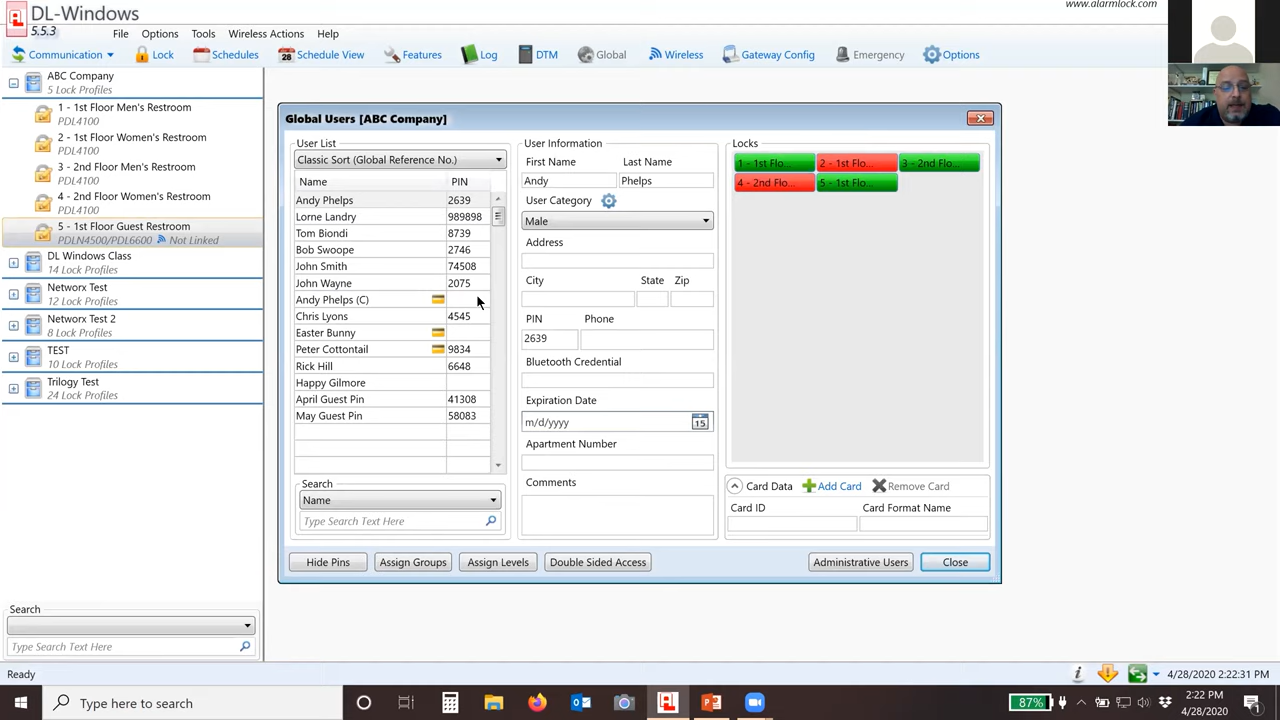 DL-Windows
5.5.3
www.alarmlock.com
File Options Tools Wireless Actions Help
Communication Lock Schedules 28 Schedule View Features Log DTM Global Wireless Gateway Config Emergency Options
ABC Company
5 Lock Profiles
1 - 1st Floor Men's Restroom
PDL4100
2 - 1st Floor Women's Restroom
PDL4100
3 - 2nd Floor Men's Restroom
PDL4100
4 - 2nd Floor Women's Restroom
PDL4100
5 - 1st Floor Guest Restroom
PDLN4500/PDL6600 Not Linked
DL Windows Class
14 Lock Profiles
Networx Test
12 Lock Profiles
Networx Test 2
8 Lock Profiles
TEST
10 Lock Profiles
Trilogy Test
24 Lock Profiles
Search
Type Search Text Here
Global Users [ABC Company]
User List
Classic Sort (Global Reference No.)
Name PIN
Andy Phelps 2639
Lorne Landry 989898
Tom Biondi 8739
Bob Swoope 2746
John Smith 74508
John Wayne 2075
Andy Phelps (C)
Chris Lyons 4545
Easter Bunny
Peter Cottontail 9834
Rick Hill 6648
Happy Gilmore
April Guest Pin 41308
May Guest Pin 58083
Search
Name
Type Search Text Here
User Information
First Name Last Name
Andy Phelps
User Category
Male
Address
City State Zip
PIN Phone
2639
Bluetooth Credential
Expiration Date
m/d/yyyy 15
Apartment Number
Comments
Locks
1 - 1st Flo... 2 - 1st Flo... 3 - 2nd Flo...
4 - 2nd Flo... 5 - 1st Flo...
Card Data Add Card Remove Card
Card ID Card Format Name
Hide Pins Assign Groups Assign Levels Double Sided Access Administrative Users Close
Ready
4/28/2020 2:22:31 PM
Type here to search
87%
2:22 PM
4/28/2020
1